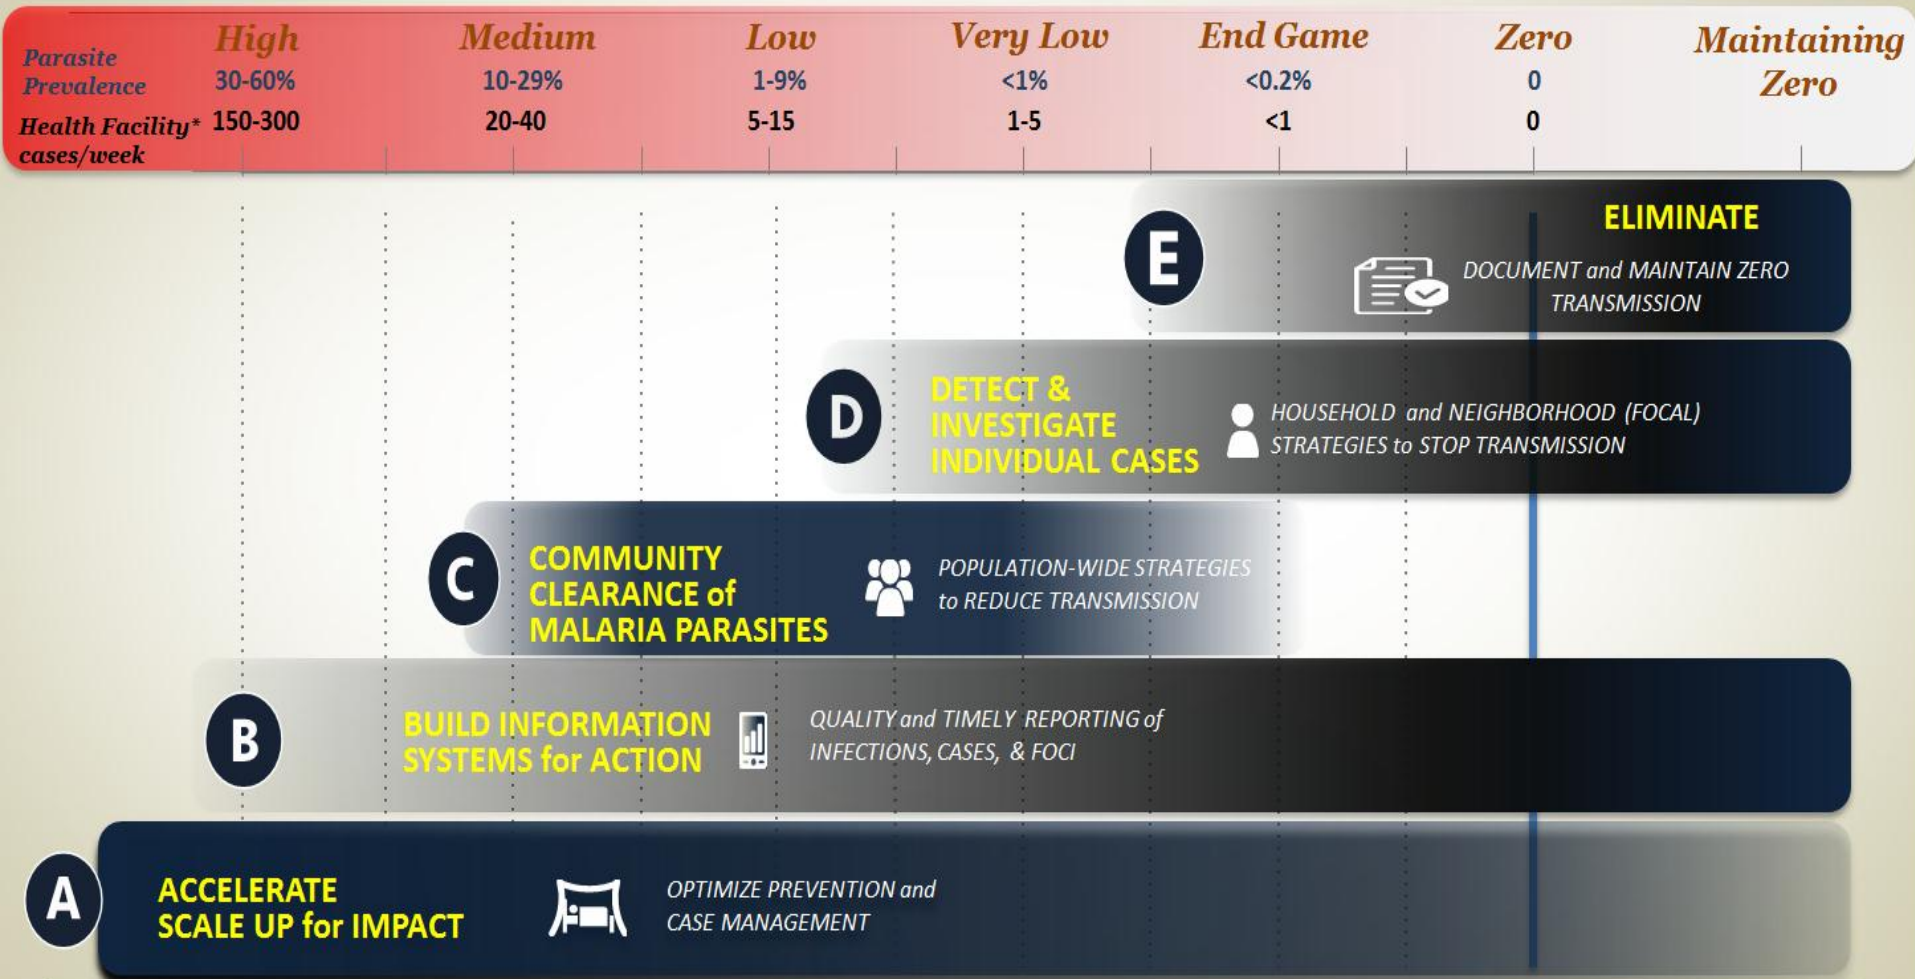 High Medium Low Very Low End Game Zero Maintaining
Zero
Parasite
Prevalence 30-60% 10-29% 1-9% <1% <0.2% 0
Health Facility* 150-300 20-40 5-15 1-5 <1 0
cases/week
E
ELIMINATE
DOCUMENT and MAINTAIN ZERO
TRANSMISSION
D
DETECT &
INVESTIGATE
INDIVIDUAL CASES
HOUSEHOLD and NEIGHBORHOOD (FOCAL)
STRATEGIES to STOP TRANSMISSION
C
COMMUNITY
CLEARANCE of
MALARIA PARASITES
POPULATION-WIDE STRATEGIES
to REDUCE TRANSMISSION
B
BUILD INFORMATION
SYSTEMS for ACTION
QUALITY and TIMELY REPORTING of
INFECTIONS, CASES, & FOCI
A
ACCELERATE
SCALE UP for IMPACT
OPTIMIZE PREVENTION and
CASE MANAGEMENT